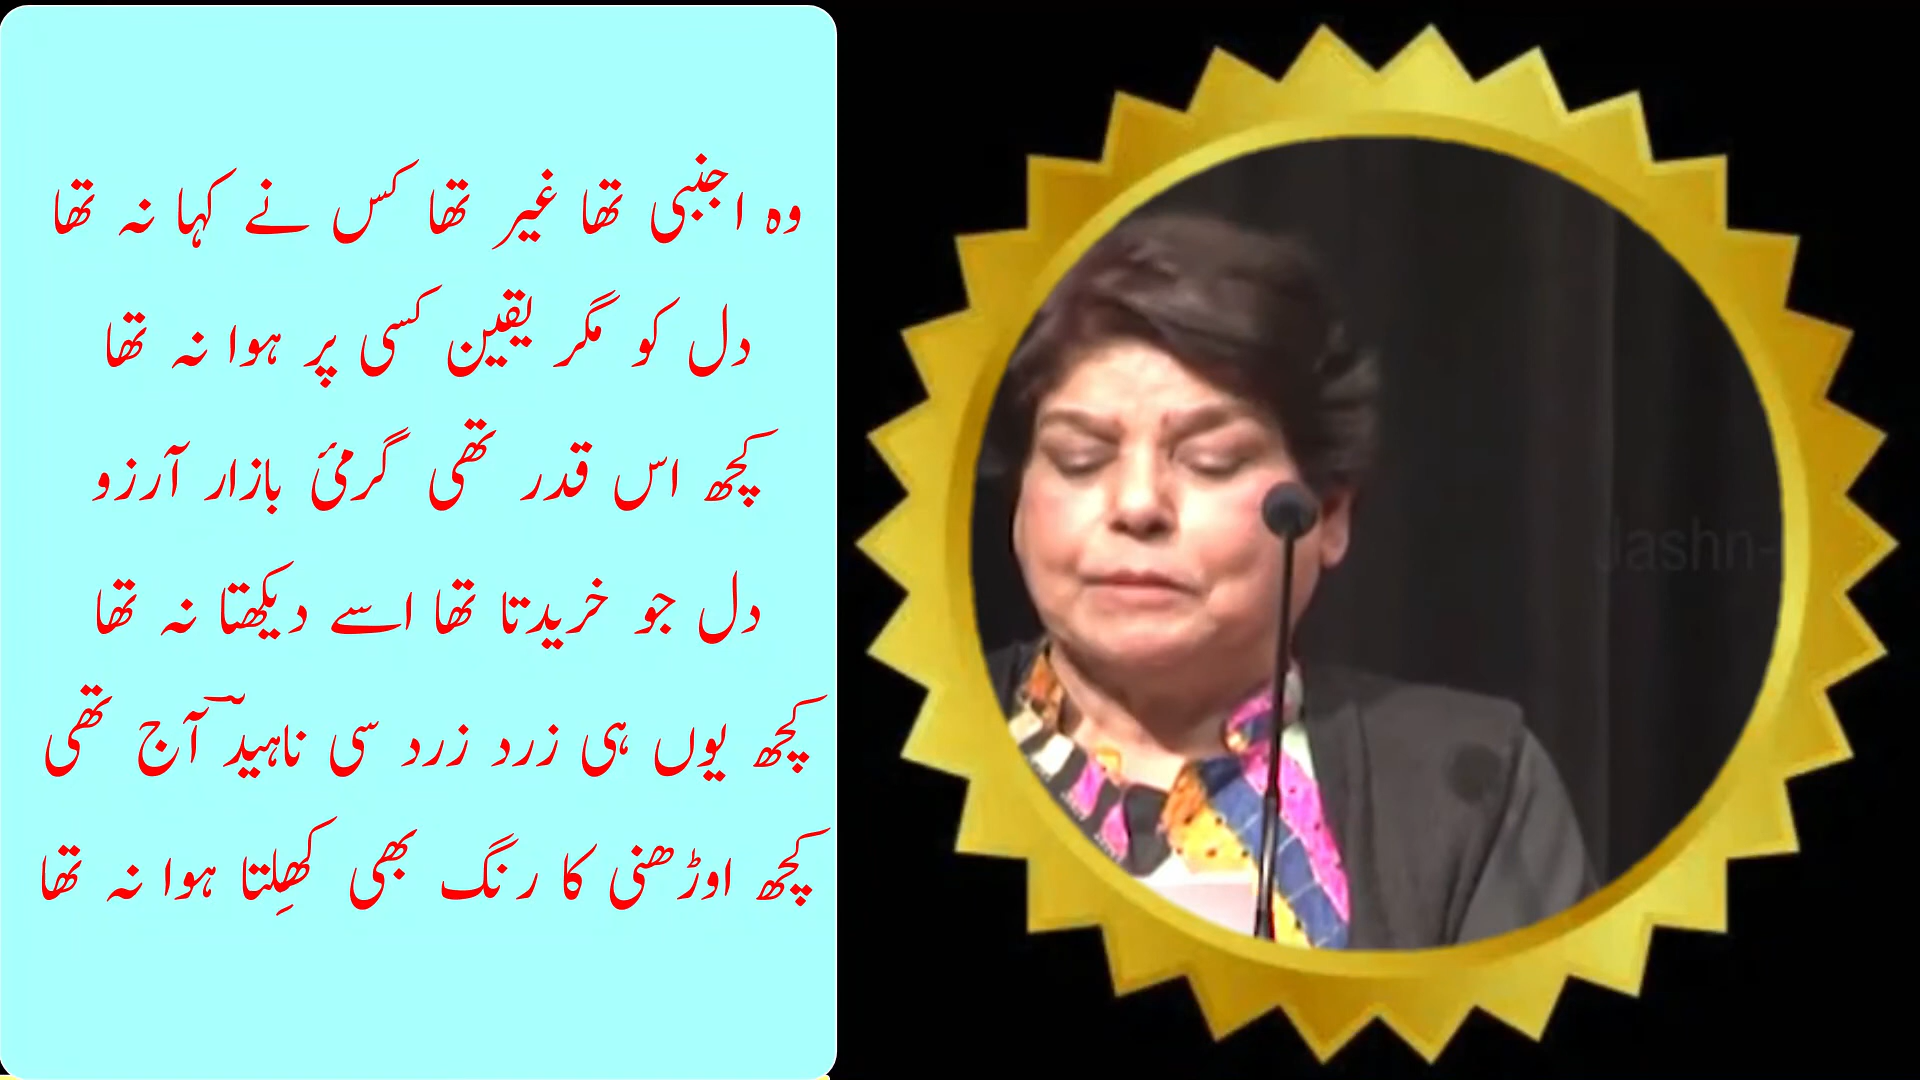 وہ اجنبی تھا غیر تھا کس نے کہا نہ تھا
دل کو مگر یقین کسی پر ہوا نہ تھا
کچھ اس قدر تھی گرمئ بازار آرزو
دل جو خریدتا تھا اسے دیکھتا نہ تھا
کچھ یوں ہی زرد زرد سی ناہیدؔ آج تھی
کچھ اوڑھنی کا رنگ بھی کھِلتا ہوا نہ تھا
Jashn-